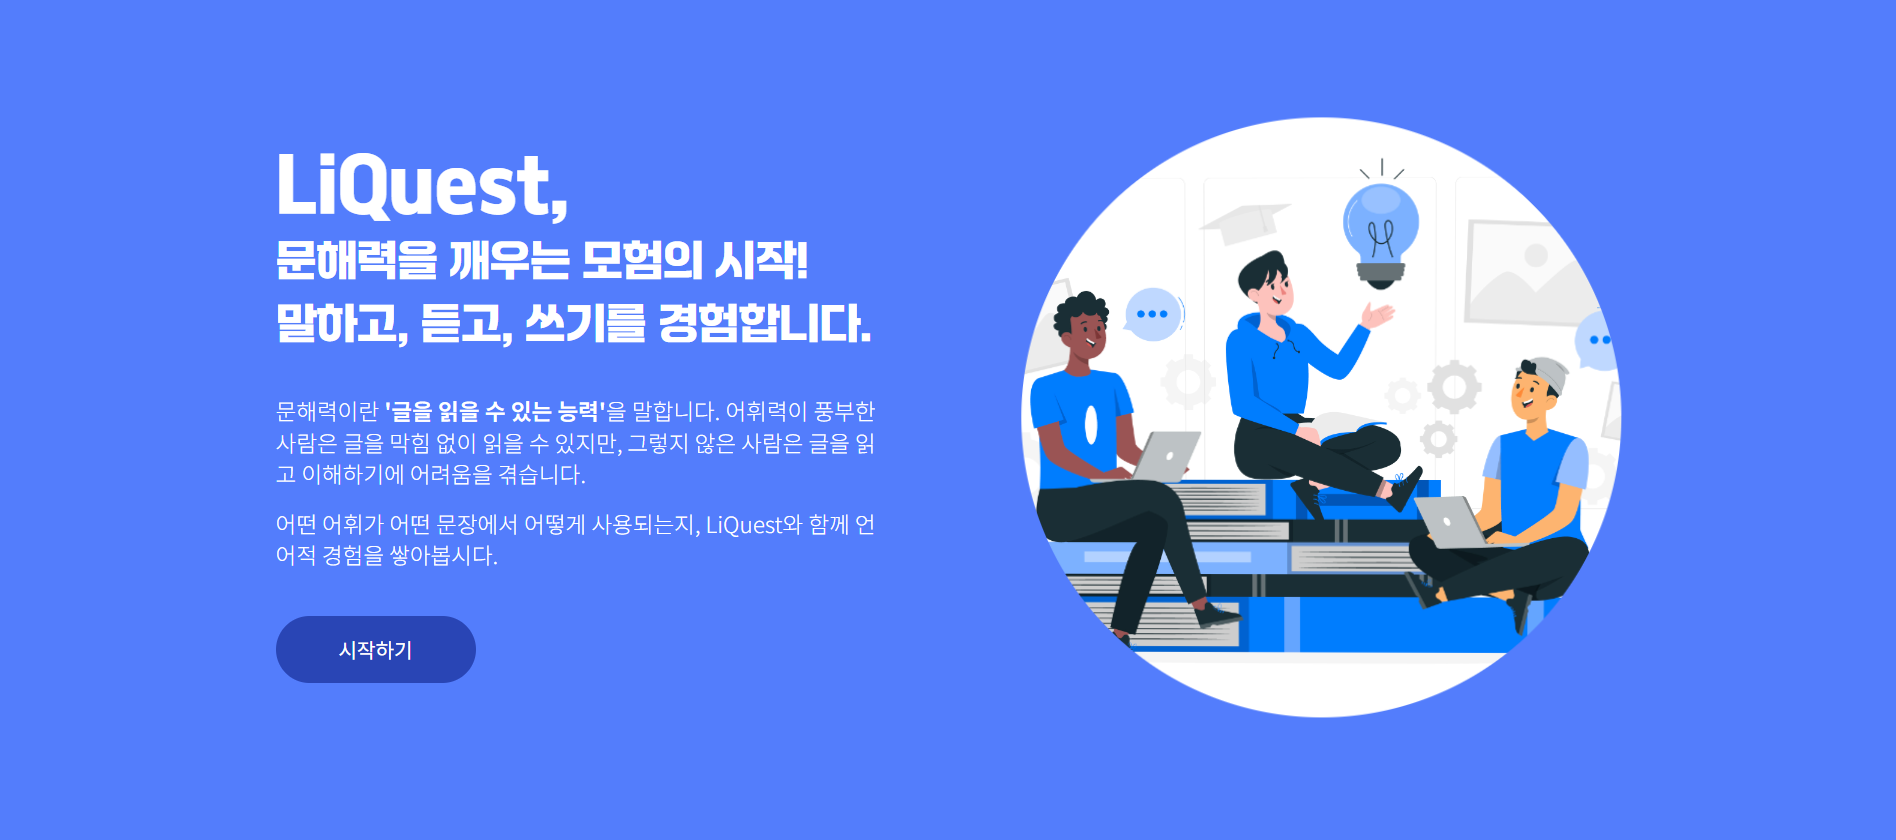 LiQuest,
문해력을 깨우는 모험의 시작!
말하고, 듣고, 쓰기를 경험합니다.
문해력이란 '글을 읽을 수 있는 능력'을 말합니다. 어휘력이 풍부한
사람은 글을 막힘 없이 읽을 수 있지만, 그렇지 않은 사람은 글을 읽
고 이해하기에 어려움을 겪습니다.
어떤 어휘가 어떤 문장에서 어떻게 사용되는지, LiQuest와 함께 언
어적 경험을 쌓아봅시다.
시작하기